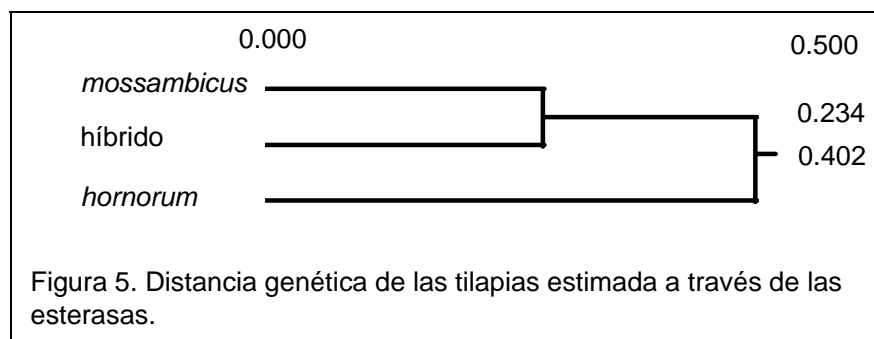 0.000 0.500
mossambicus
0.234
híbrido
0.402
hornorum
Figura 5. Distancia genética de las tilapias estimada a través de las
esterasas.